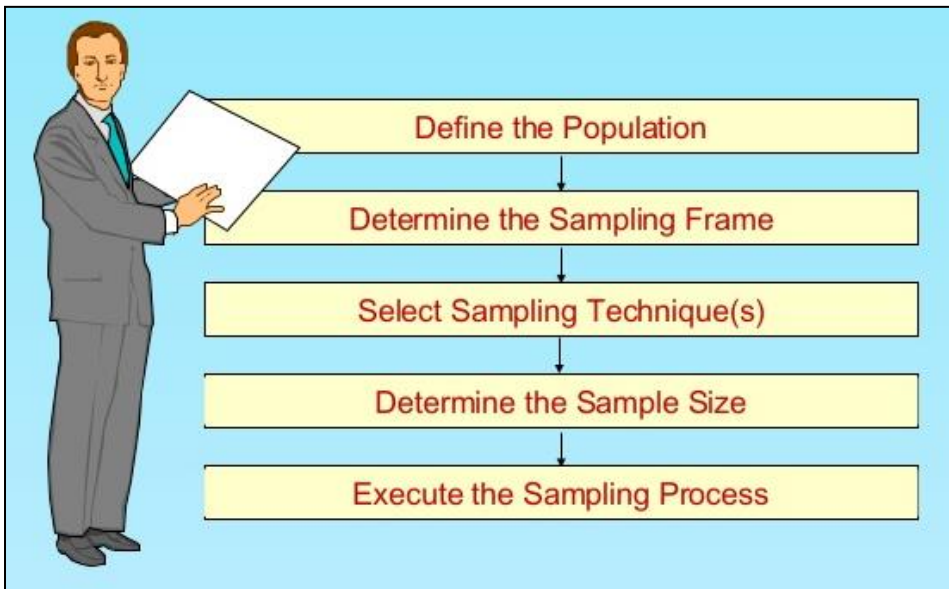 Define the Population
Determine the Sampling Frame
Select Sampling Technique(s)
Determine the Sample Size
Execute the Sampling Process